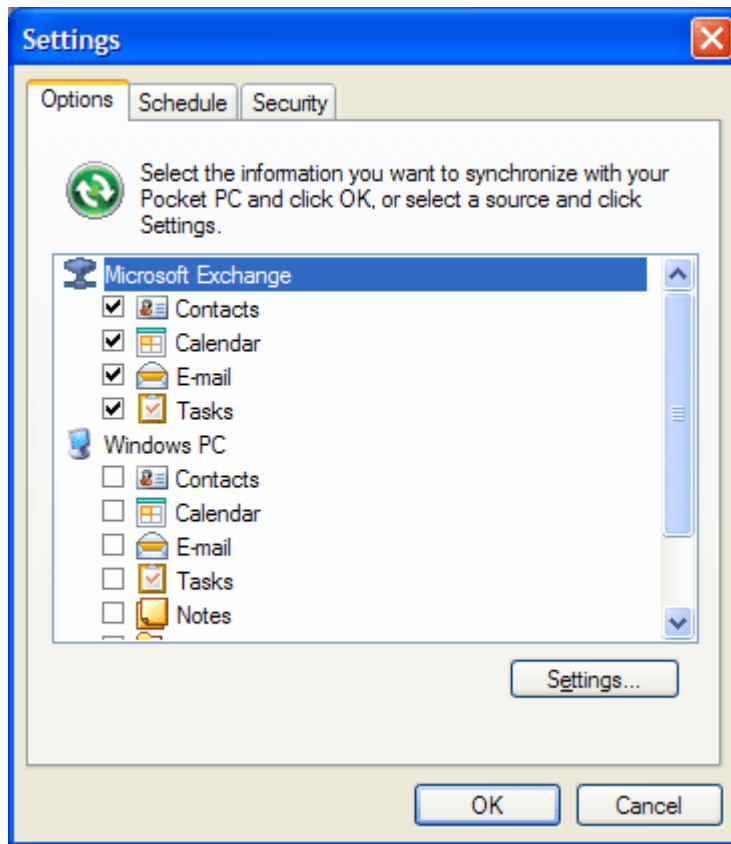 Settings
Options Schedule Security
Select the information you want to synchronize with your
Pocket PC and click OK, or select a source and click
Settings.
Microsoft Exchange
Contacts
Calendar
E-mail
Tasks
Windows PC
Contacts
Calendar
E-mail
Tasks
Notes
Settings...
OK Cancel